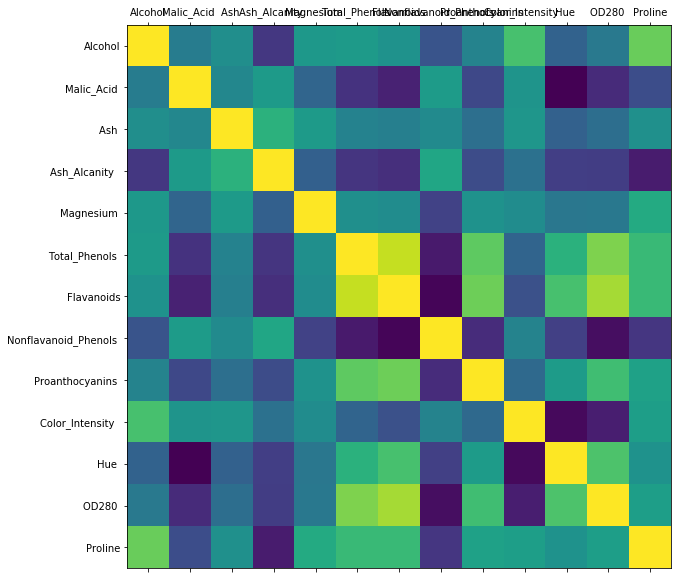 Alcohol Malic_Acid Ash Ash_Alcanity Magnesium Total_Phenols Flavanoids Nonflavanoid_Phenols Proanthocyanins Color_Intensity Hue OD280 Proline
Alcohol
Malic_Acid
Ash
Ash_Alcanity
Magnesium
Total_Phenols
Flavanoids
Nonflavanoid_Phenols
Proanthocyanins
Color_Intensity
Hue
OD280
Proline